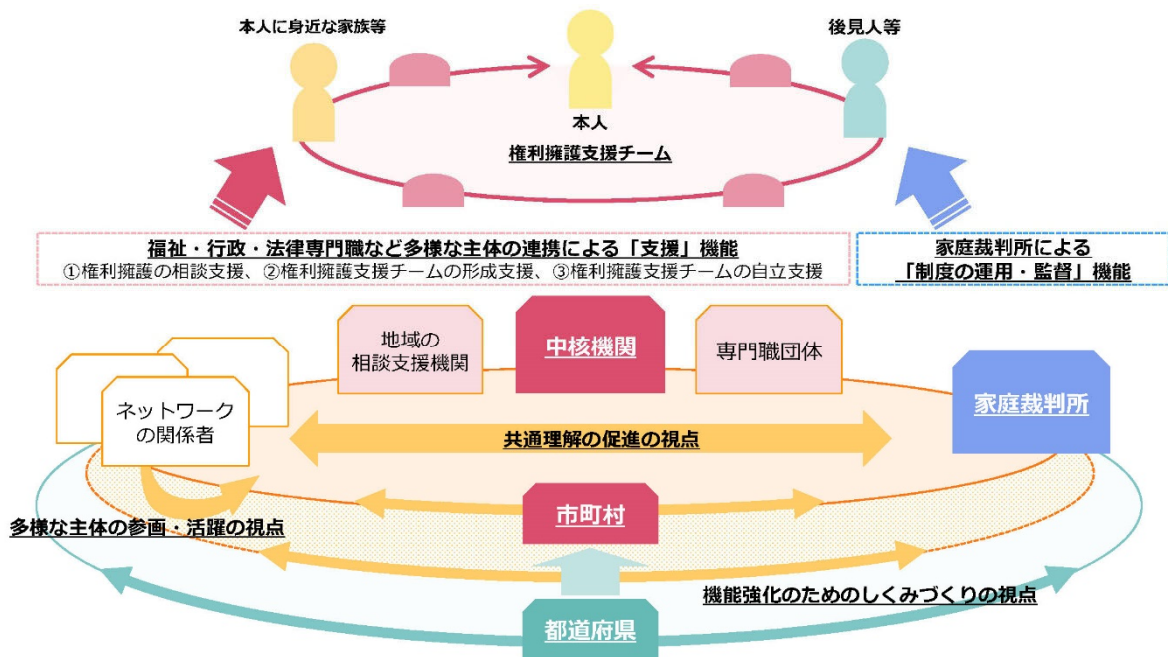 本人に身近な家族等
後見人等
本人
権利擁護支援チーム
福祉・行政・法律専門職など多様な主体の連携による「支援」機能
①権利擁護の相談支援、②権利擁護支援チームの形成支援、③権利擁護支援チームの自立支援
家庭裁判所による
「制度の運用・監督」機能
地域の
相談支援機関
中核機関
専門職団体
ネットワーク
の関係者
家庭裁判所
共通理解の促進の視点
市町村
多様な主体の参画・活躍の視点
機能強化のためのしくみづくりの視点
都道府県